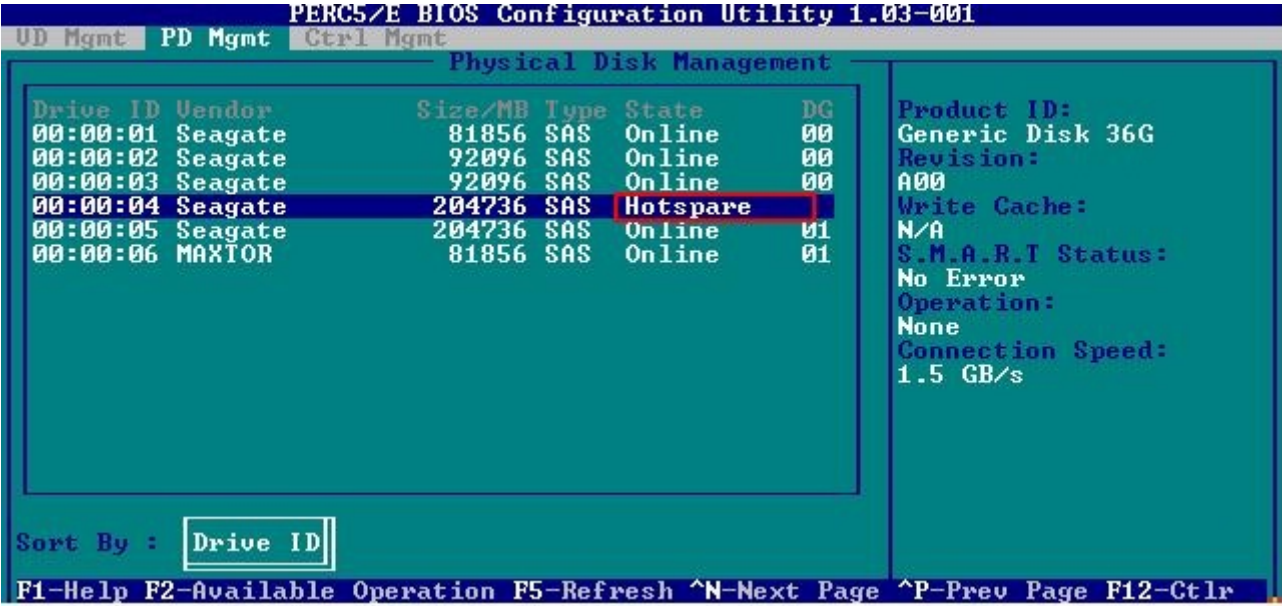 PERC5/E BIOS Configuration Utility 1.03-001
VD Mgmt PD Mgmt Ctrl Mgmt
Physical Disk Management
Drive ID Vendor Size/MB Type State DG
00:00:01 Seagate 81856 SAS Online 00
00:00:02 Seagate 92096 SAS Online 00
00:00:03 Seagate 92096 SAS Online 00
00:00:04 Seagate 204736 SAS Hotspare
00:00:05 Seagate 204736 SAS Online 01
00:00:06 MAXTOR 81856 SAS Online 01
Product ID:
Generic Disk 36G
Revision:
A00
Write Cache:
N/A
S.M.A.R.T Status:
No Error
Operation:
None
Connection Speed:
1.5 GB/s
Sort By : Drive ID
F1-Help F2-Available Operation F5-Refresh ^N-Next Page ^P-Prev Page F12-Ctlr